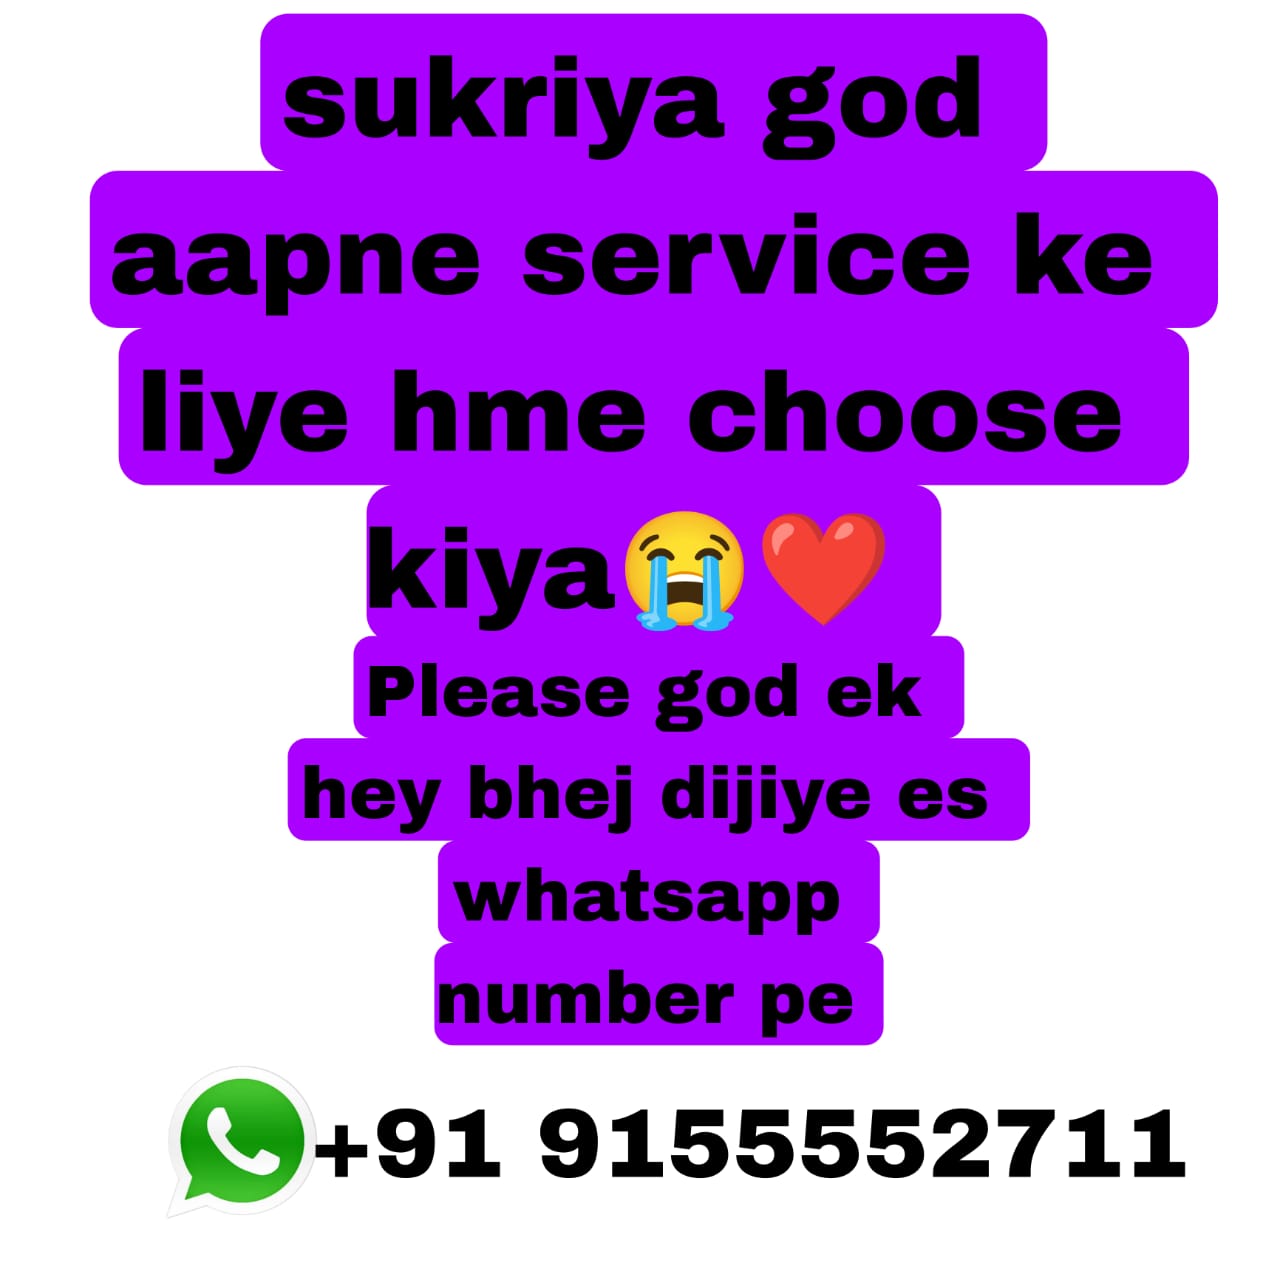 sukriya god
aapne service ke
liye hme choose
kiya😭❤️
Please god ek
hey bhej dijiye es
whatsapp
number pe
+91 9155552711